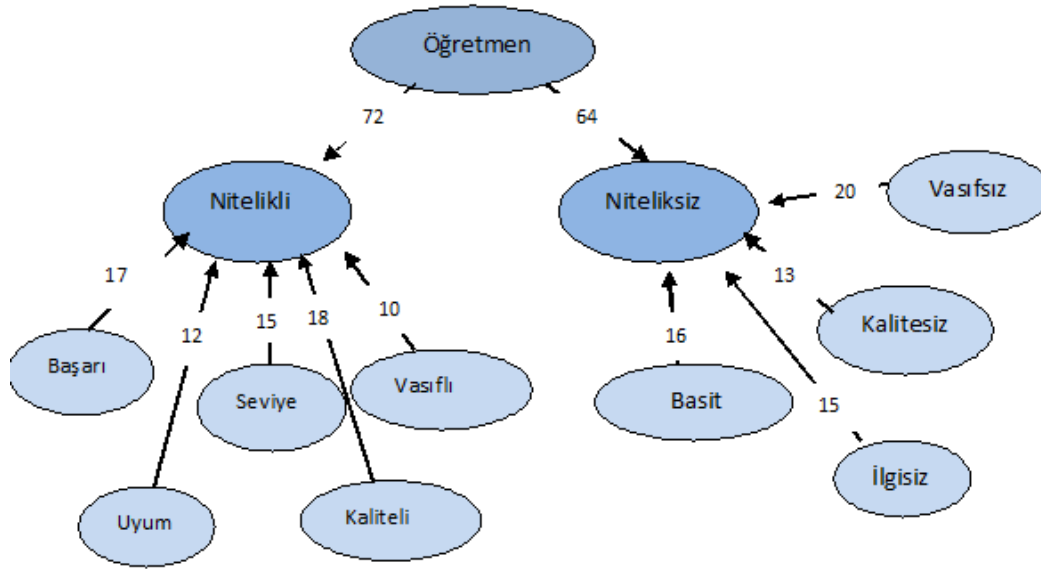 Öğretmen
72
64
Nitelikli
Niteliksiz
20
Vasıfsız
17
12
15
18
10
13
Kalitesiz
16
15
Başarı
Seviye
Vasıflı
Basit
İlgisiz
Uyum
Kaliteli